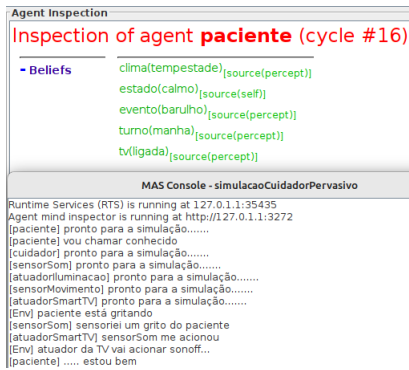 Agent Inspection
Inspection of agent paciente (cycle #16)
- Beliefs
clima(tempestade)[source(percept)]
estado(calmo)[source(self)]
evento(barulho)[source(percept)]
turno(manha)[source(percept)]
tv(ligada)[source(percept)]
MAS Console - simulacaoCuidadorPervasivo
Runtime Services (RTS) is running at 127.0.1.1:35435
Agent mind inspector is running at http://127.0.1.1:3272
[paciente] pronto para a simulação.......
[paciente] vou chamar conhecido
[cuidador] pronto para a simulação.......
[sensorSom] pronto para a simulação.......
[atuadorIluminacao] pronto para a simulação.......
[sensorMovimento] pronto para a simulação.......
[atuadorSmartTV] pronto para a simulação.......
[Env] paciente está gritando
[sensorSom] sensoriei um grito do paciente
[atuadorSmartTV] sensorSom me acionou
[Env] atuador da TV vai acionar sonoff...
[paciente] ..... estou bem